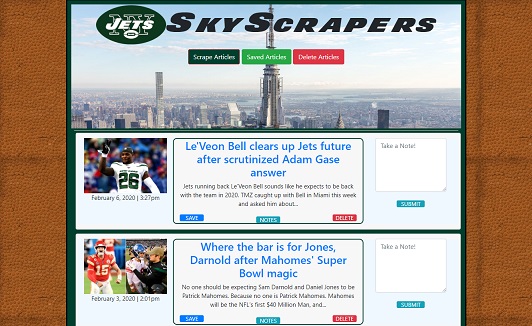 JETS SKYSCRAPERS
NY
Scrape Articles Saved Articles Delete Articles
Le'Veon Bell clears up Jets future
after scrutinized Adam Gase
answer
Jets running back Le'Veon Bell sounds like he expects to be back
with the team in 2020. TMZ caught up with Bell in Miami this week
and asked him about...
February 6, 2020 | 3:27pm
SAVE NOTES DELETE
Take a Note!
SUBMIT
26
Where the bar is for Jones,
Darnold after Mahomes' Super
Bowl magic
No one should be expecting Sam Darnold and Daniel Jones to be
Patrick Mahomes. Because no one is Patrick Mahomes. Mahomes
will be the NFL's first $40 Million Man, and...
February 3, 2020 | 2:01pm
SAVE NOTES DELETE
Take a Note!
SUBMIT
15